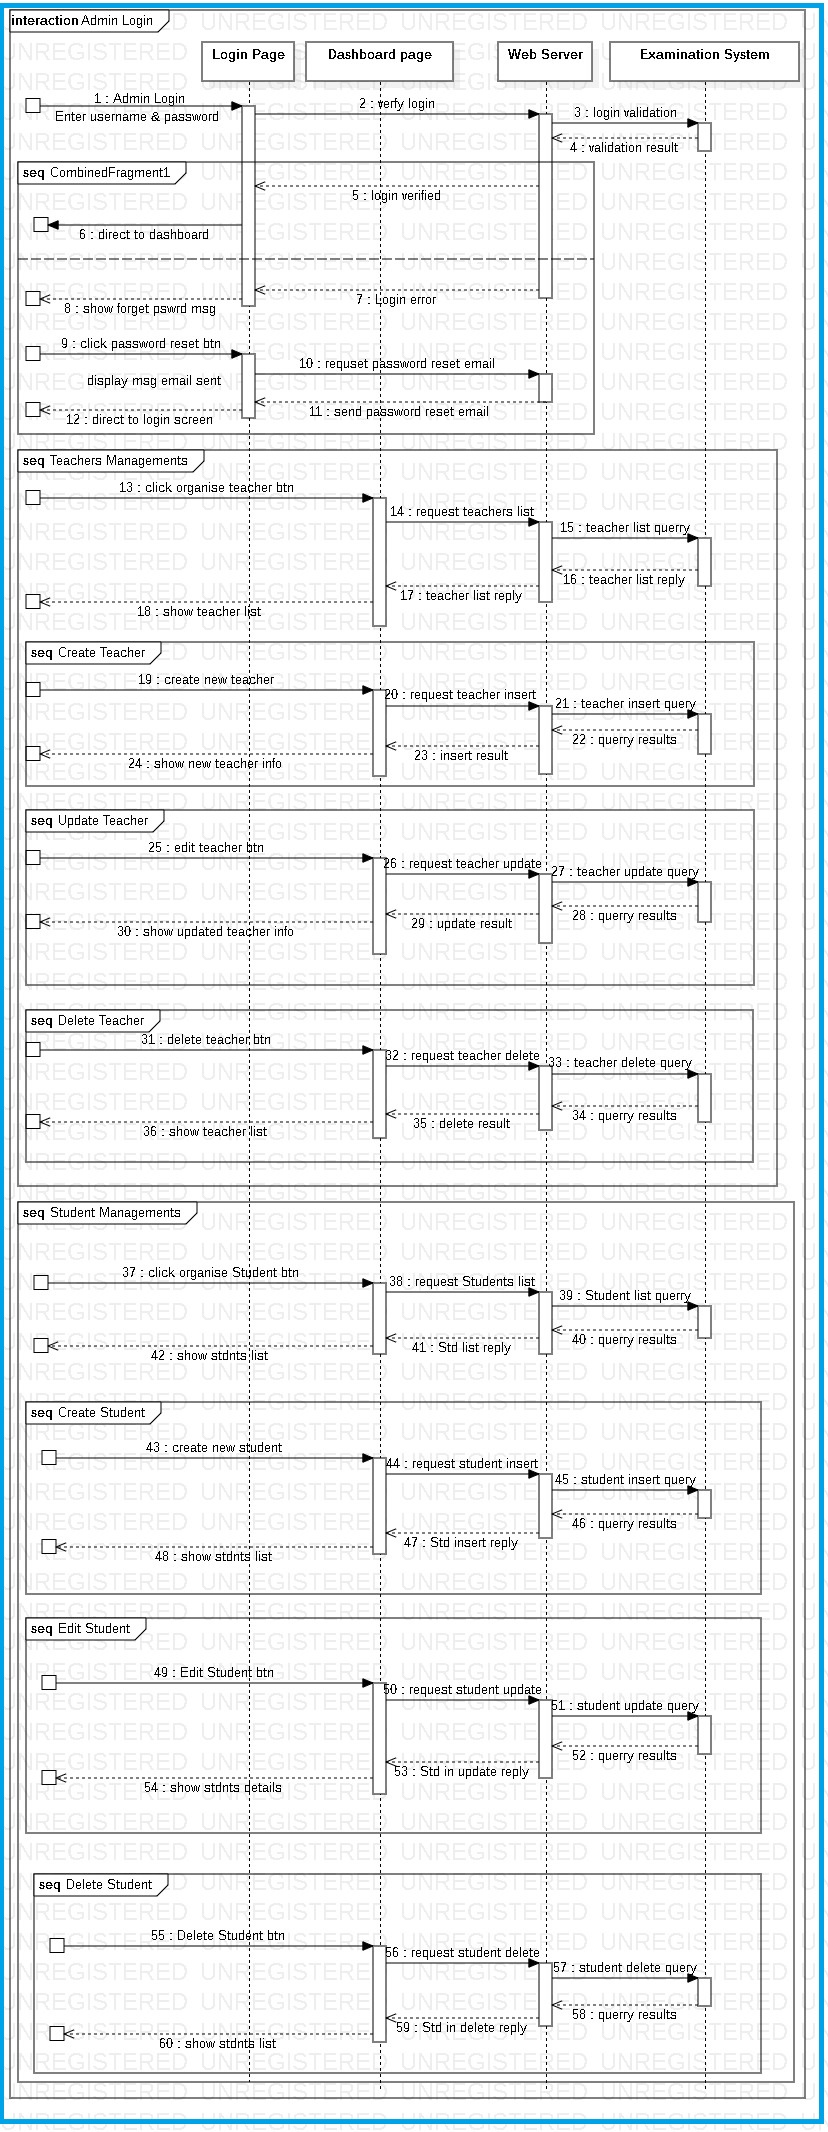 interaction Admin Login
Login Page
Dashboard page
Web Server
Examination System
1 : Admin Login
Enter username & password
2 : verfy login
3 : login validation
4 : validation result
seq CombinedFragment1
5 : login verified
6 : direct to dashboard
7 : Login error
8 : show forget pswrd msg
9 : click password reset btn
10 : requset password reset email
display msg email sent
11 : send password reset email
12 : direct to login screen
seq Teachers Managements
13 : click organise teacher btn
14 : request teachers list
15 : teacher list querry
16 : teacher list reply
17 : teacher list reply
18 : show teacher list
seq Create Teacher
19 : create new teacher
20 : request teacher insert
21 : teacher insert query
22 : querry results
23 : insert result
24 : show new teacher info
seq Update Teacher
25 : edit teacher btn
26 : request teacher update
27 : teacher update query
28 : querry results
29 : update result
30 : show updated teacher info
seq Delete Teacher
31 : delete teacher btn
32 : request teacher delete
33 : teacher delete query
34 : querry results
35 : delete result
36 : show teacher list
seq Student Managements
37 : click organise Student btn
38 : request Students list
39 : Student list querry
40 : querry results
41 : Std list reply
42 : show stdnts list
seq Create Student
43 : create new student
44 : request student insert
45 : student insert query
46 : querry results
47 : Std insert reply
48 : show stdnts list
seq Edit Student
49 : Edit Student btn
50 : request student update
51 : student update query
52 : querry results
53 : Std in update reply
54 : show stdnts details
seq Delete Student
55 : Delete Student btn
56 : request student delete
57 : student delete query
58 : querry results
59 : Std in delete reply
60 : show stdnts list